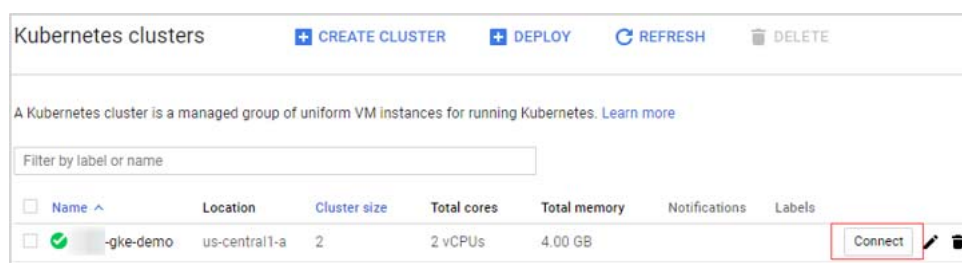 Kubernetes clusters CREATE CLUSTER DEPLOY REFRESH DELETE
A Kubernetes cluster is a managed group of uniform VM instances for running Kubernetes. Learn more
Filter by label or name
Name Location Cluster size Total cores Total memory Notifications Labels
-gke-demo us-central1-a 2 2 vCPUs 4.00 GB Connect